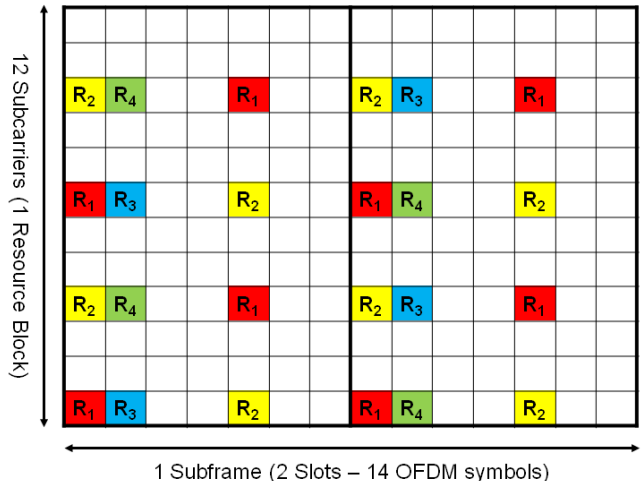 12 Subcarriers (1 Resource Block)
R₂ R₄ R₁ R₂ R₃ R₁
R₁ R₃ R₂ R₁ R₄ R₂
R₂ R₄ R₁ R₂ R₃ R₁
R₁ R₃ R₂ R₁ R₄ R₂
1 Subframe (2 Slots – 14 OFDM symbols)